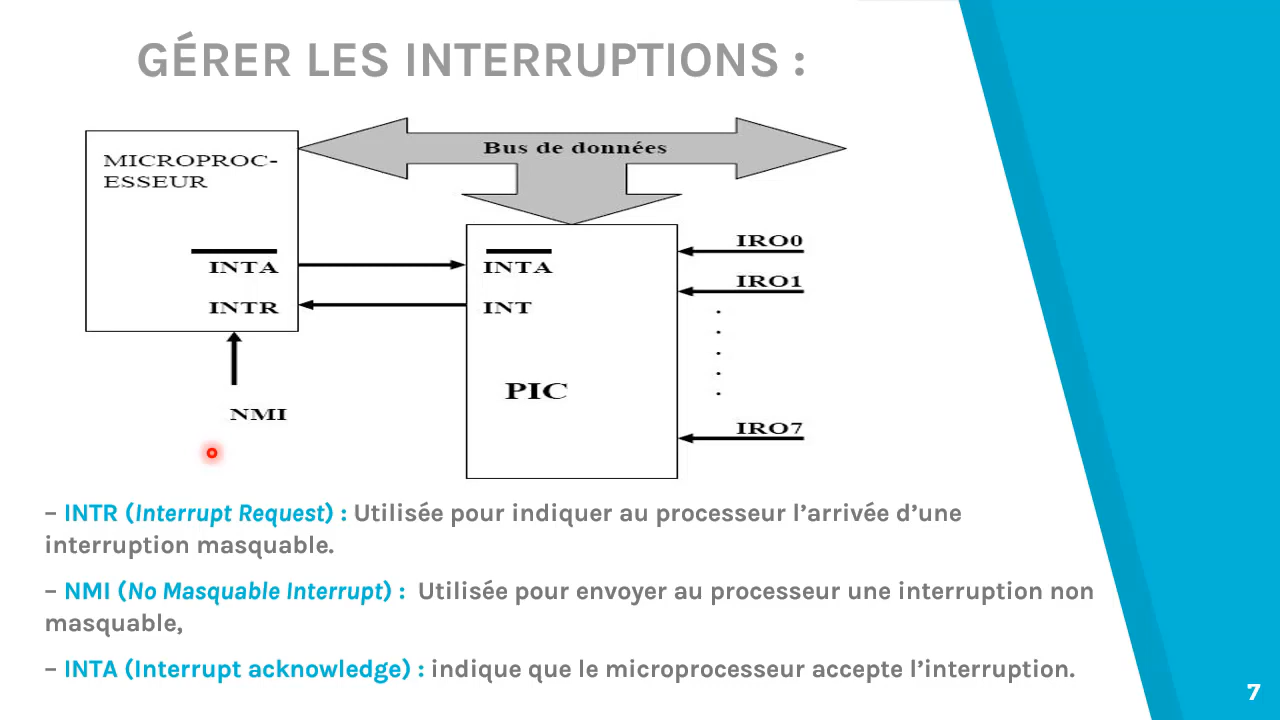 GÉRER LES INTERRUPTIONS :
Bus de données
MICROPROC-
ESSEUR
INTA
INTR
NMI
INTA
INT
PIC
IRO0
IRO1
IRO7
– INTR (Interrupt Request) : Utilisée pour indiquer au processeur l’arrivée d’une
interruption masquable.
– NMI (No Masquable Interrupt) : Utilisée pour envoyer au processeur une interruption non
masquable,
– INTA (Interrupt acknowledge) : indique que le microprocesseur accepte l’interruption.
7